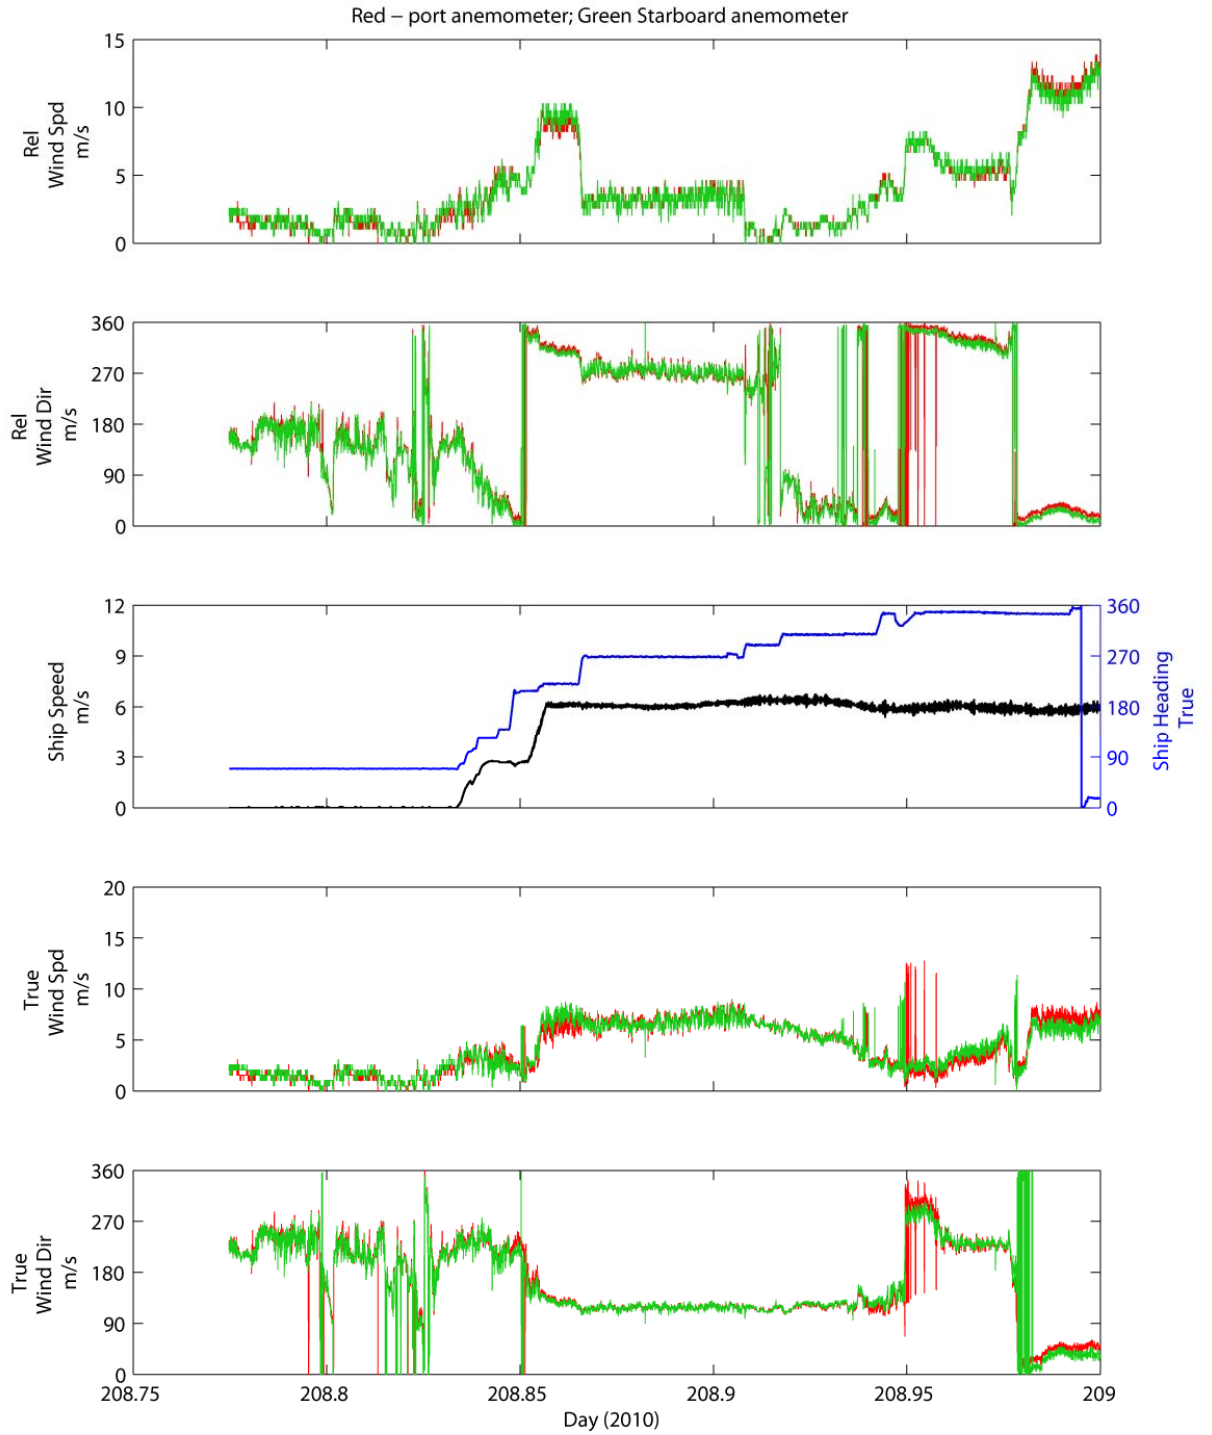 Red – port anemometer; Green Starboard anemometer
15
10
5
0
Rel
Wind Spd
m/s
360
270
180
90
0
Rel
Wind Dir
m/s
12
9
6
3
0
Ship Speed
m/s
360
270
180
90
0
Ship Heading
True
20
15
10
5
0
True
Wind Spd
m/s
360
270
180
90
0
True
Wind Dir
m/s
208.75
208.8
208.85
208.9
208.95
209
Day (2010)